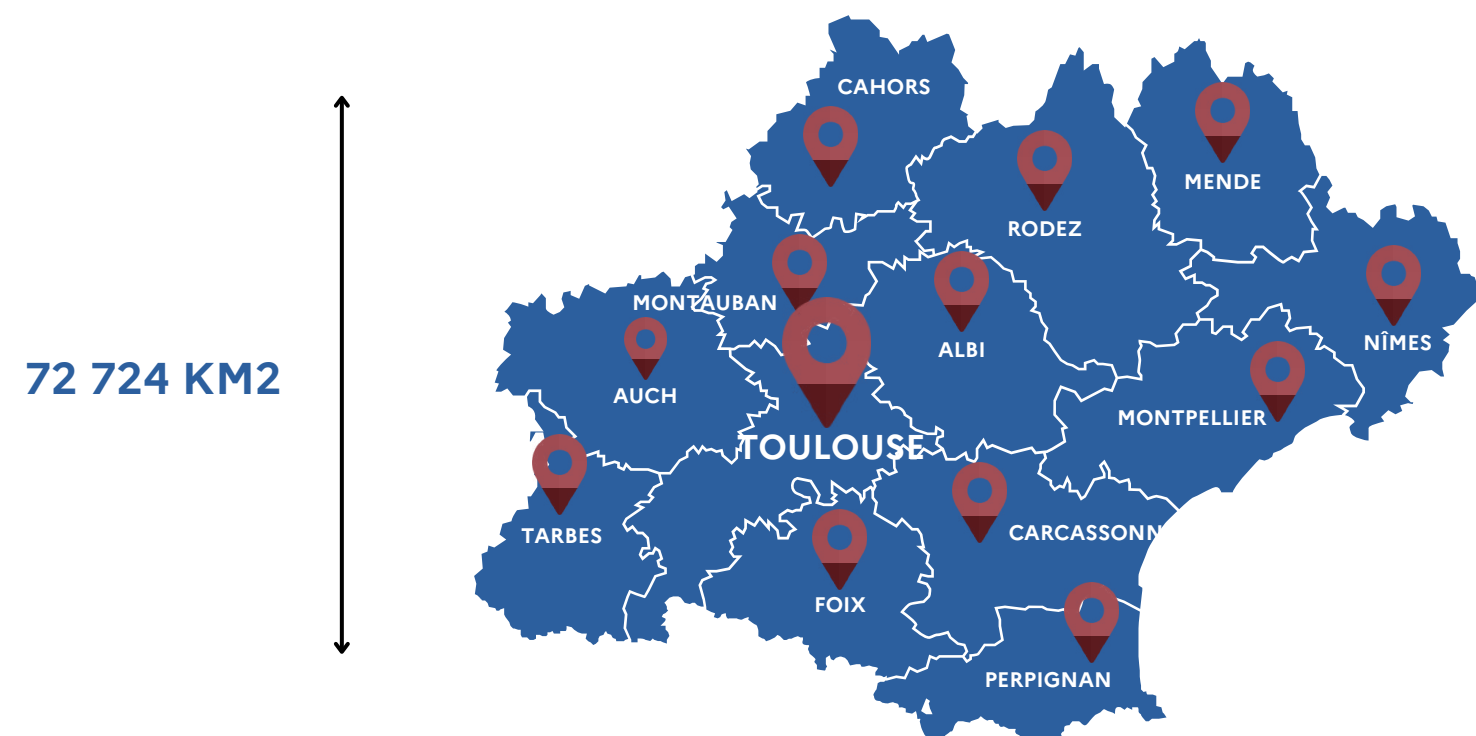 CAHORS
MENDE
RODEZ
MONTAUBAN
NÎMES
ALBI
72 724 KM2
AUCH
MONTPELLIER
TOULOUSE
CARCASSONN
TARBES
FOIX
PERPIGNAN